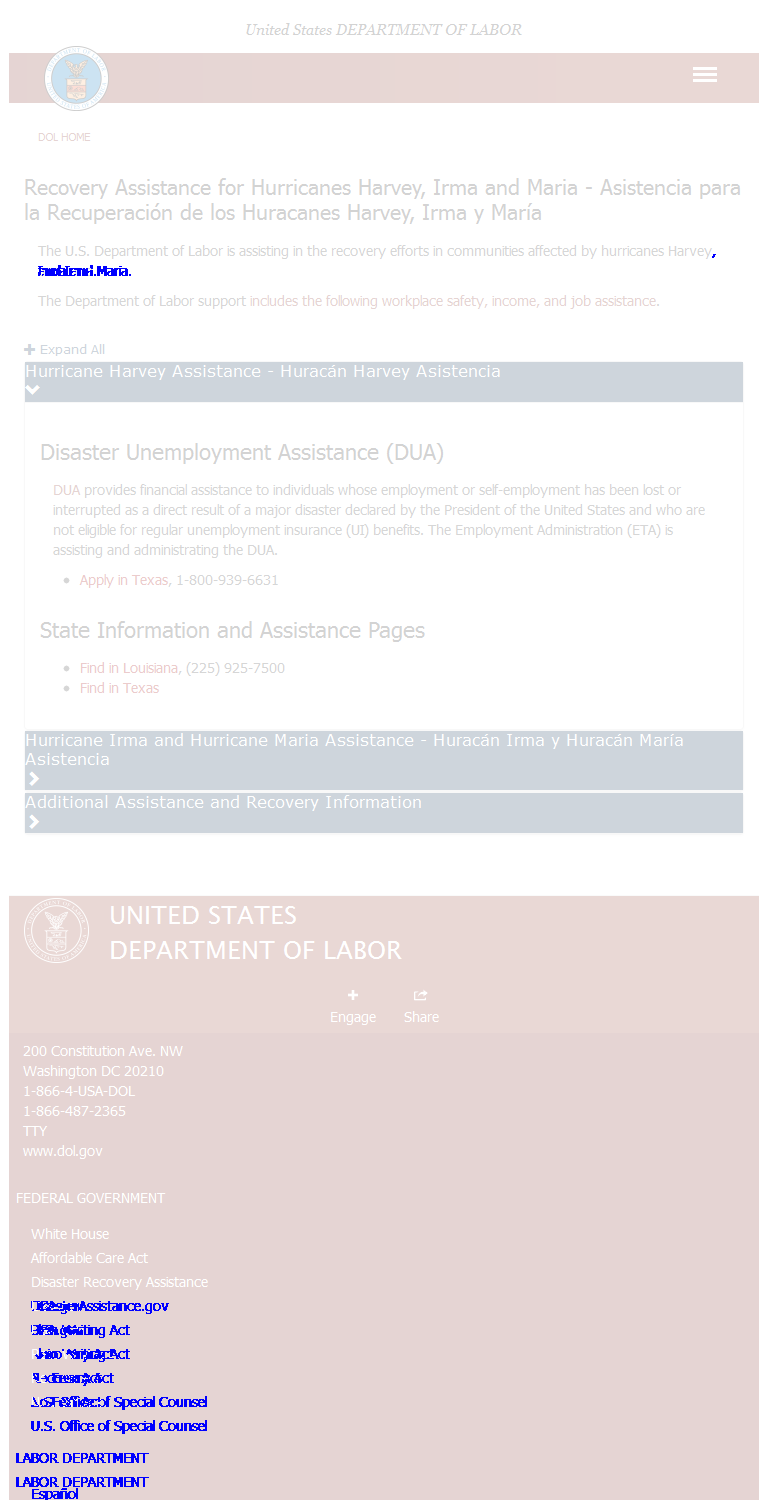 United States DEPARTMENT OF LABOR
DOL HOME
Recovery Assistance for Hurricanes Harvey, Irma and Maria - Asistencia para
la Recuperación de los Huracanes Harvey, Irma y María
The U.S. Department of Labor is assisting in the recovery efforts in communities affected by hurricanes Harvey,
Maria.
The Department of Labor support includes the following workplace safety, income, and job assistance.
Expand All
Hurricane Harvey Assistance - Huracán Harvey Asistencia
Disaster Unemployment Assistance (DUA)
DUA provides financial assistance to individuals whose employment or self-employment has been lost or
interrupted as a direct result of a major disaster declared by the President of the United States and who are
not eligible for regular unemployment insurance (UI) benefits. The Employment Administration (ETA) is
assisting and administrating the DUA.
• Apply in Texas, 1-800-939-6631
State Information and Assistance Pages
• Find in Louisiana, (225) 925-7500
• Find in Texas
Hurricane Irma and Hurricane Maria Assistance - Huracán Irma y Huracán María
Asistencia
Additional Assistance and Recovery Information
UNITED STATES
DEPARTMENT OF LABOR
Engage Share
200 Constitution Ave. NW
Washington DC 20210
1-866-4-USA-DOL
1-866-487-2365
TTY
www.dol.gov
FEDERAL GOVERNMENT
White House
Affordable Care Act
Disaster Recovery Assistance
Assistance.gov
Act
Act
Act
of Special Counsel
U.S. Office of Special Counsel
LABOR DEPARTMENT
LABOR DEPARTMENT
Español